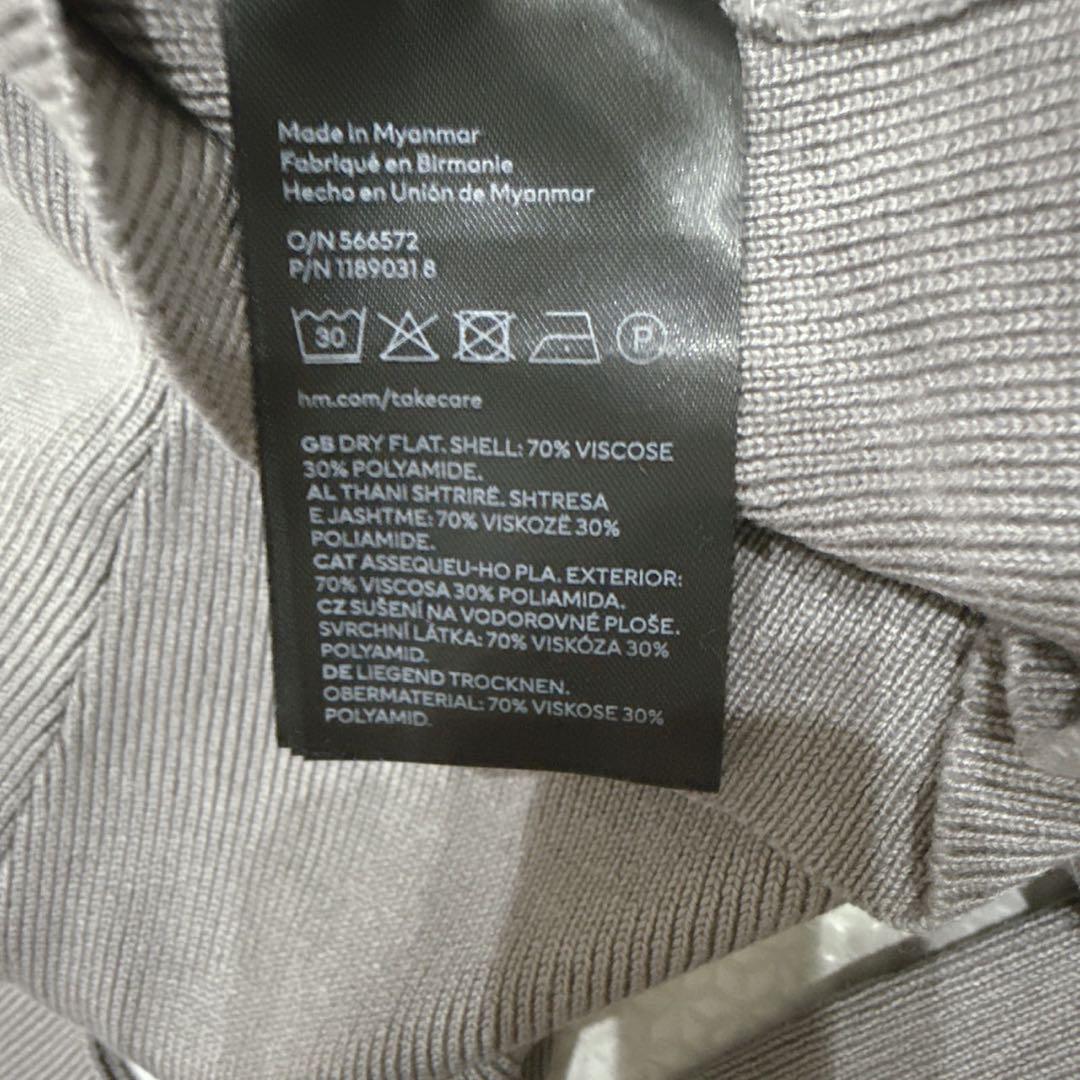 Made in Myanmar
Fabriqué en Birmanie
Hecho en Unión de Myanmar
O/N 566572
P/N 1189031 8
30 P
hm.com/takecare
GB DRY FLAT. SHELL: 70% VISCOSE
30% POLYAMIDE.
AL THANI SHTRIRË. SHTRESA
E JASHTME: 70% VISKOZË 30%
POLIAMIDE.
CAT ASSEQUEU-HO PLA. EXTERIOR:
70% VISCOSA 30% POLIAMIDA.
CZ SUŠENÍ NA VODOROVNÉ PLOŠE.
SVRCHNÍ LÁTKA: 70% VISKÓZA 30%
POLYAMID.
DE LIEGEND TROCKNEN.
OBERMATERIAL: 70% VISKOSE 30%
POLYAMID.